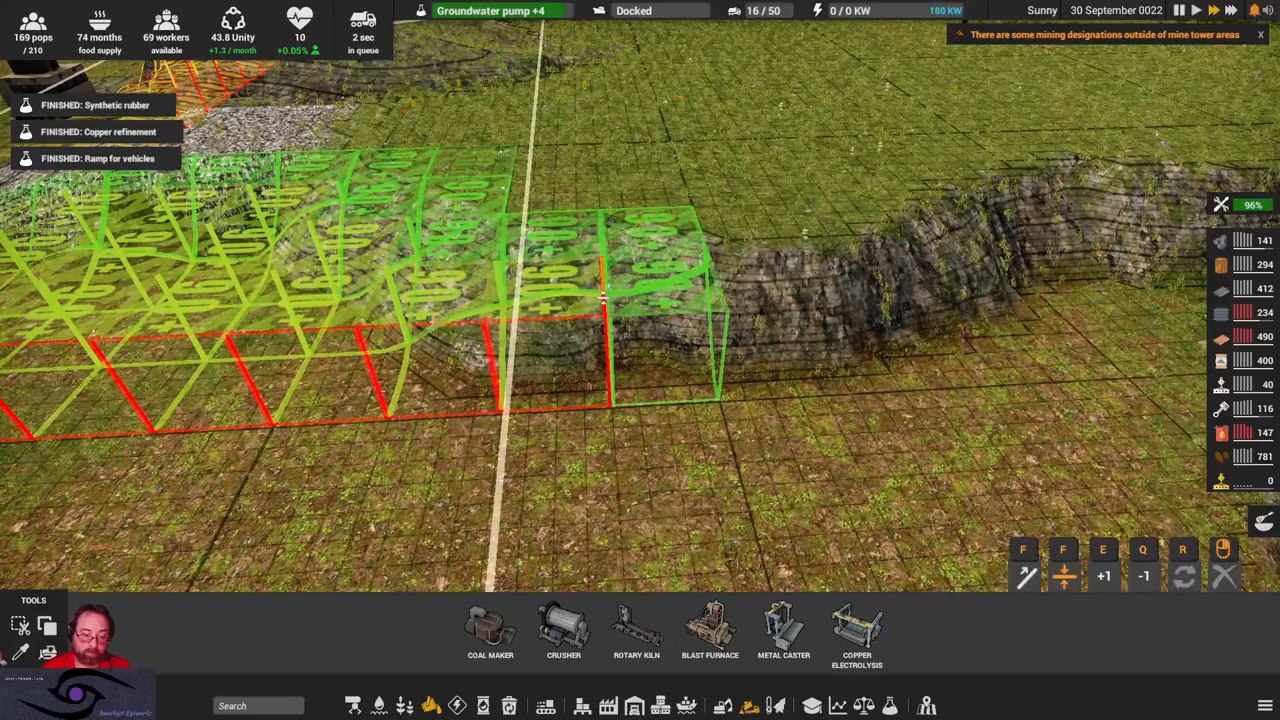 169 pops
/ 210
74 months
food supply
69 workers
available
43.8 Unity
+1.3 / month
10
+0.05%
2 sec
in queue
Groundwater pump +4
Docked
16 / 50
0 / 0 KW
180 KW
Sunny
30 September 0022
There are some mining designations outside of mine tower areas
X
FINISHED: Synthetic rubber
FINISHED: Copper refinement
FINISHED: Ramp for vehicles
96%
141
294
412
234
490
400
40
116
147
781
0
F
F
E
Q
R
+1
-1
TOOLS
COAL MAKER
CRUSHER
ROTARY KILN
BLAST FURNACE
METAL CASTER
COPPER
ELECTROLYSIS
Search
Amethyst Eyeworks